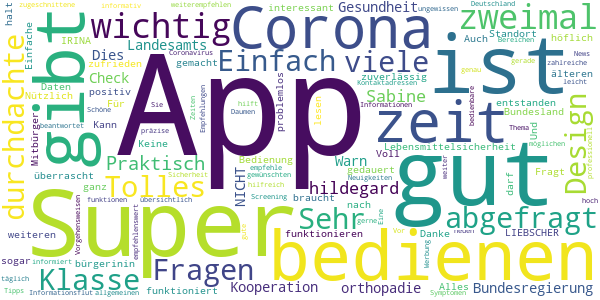 zugeschnittene informativ weiterempfehlen Deutschland ungewissen
Einfache IRINA wichtig Corona interessant Gesundheit halt zweimal
Landesamts Auch Standort Bereichen höflich
Dies zufrieden Coronavirus gemacht Einfach viele zuverlässig gerade News zahlreiche
durchdachte gibt App ist
Check positiv Daten Nützlich Für Kann Mitbürger
Sie Schöne Zeiten Empfehlungen hilft Daumen problemlos lesen
Sabine Kontaktadressen genau älteren leicht
entstanden Informationen bedienbare Bundesland
zeit Design
beantwortet präzise Keine
Bedienung empfehle gewünschten Neuigkeiten
Lebensmittelsicherheit Thema Und möglichen professionell
Praktisch Warn Voll gedauert weiter
überrascht NICHT Sicherheit hilfreich
gut Fragt
ganz Tolles Screening braucht hildegard nach darf hoch
Super Sehr gerne Eine abgefragt
funktionen übersichtlich empfehlenswert gute
weiteren Vorgehensweisen funktionieren Danke LIEBSCHER
bürgerinn Vor Werbung neuen
sogar informiert bedienen
täglich Klasse Fragen Kooperation Alles Bundesregierung
Tipps Informationsflut allgemeinen funktioniert orthopädie Symptomen